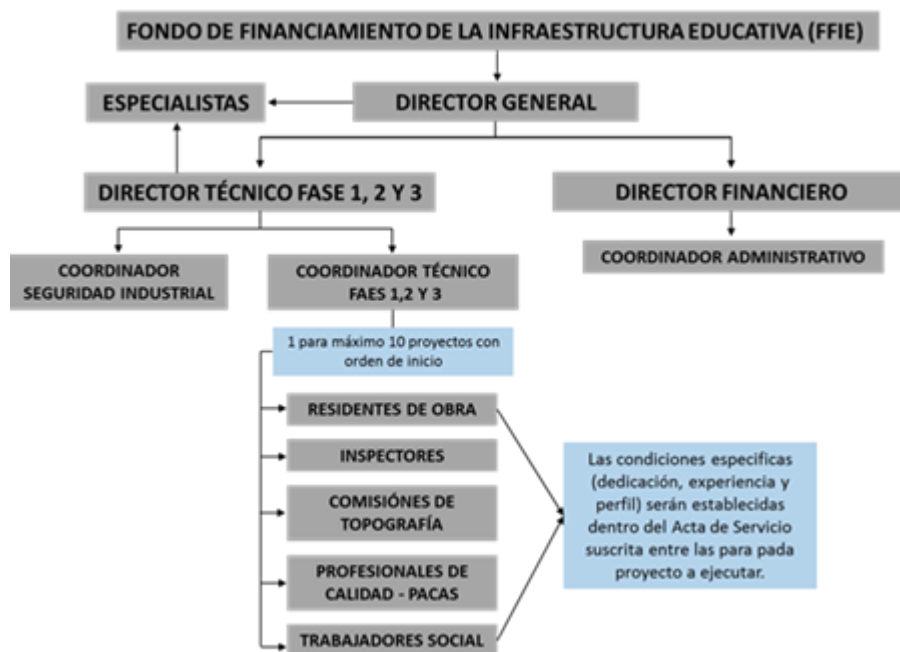 FONDO DE FINANCIAMIENTO DE LA INFRAESTRUCTURA EDUCATIVA (FFIE)
ESPECIALISTAS
DIRECTOR GENERAL
DIRECTOR TÉCNICO FASE 1, 2 Y 3
DIRECTOR FINANCIERO
COORDINADOR
SEGURIDAD INDUSTRIAL
COORDINADOR TÉCNICO
FAES 1,2 Y 3
COORDINADOR ADMINISTRATIVO
1 para máximo 10 proyectos con
orden de inicio
RESIDENTES DE OBRA
INSPECTORES
COMISIÓNES DE
TOPOGRAFÍA
PROFESIONALES DE
CALIDAD - PACAS
TRABAJADORES SOCIAL
Las condiciones especificas
(dedicación, experiencia y
perfil) serán establecidas
dentro del Acta de Servicio
suscrita entre las para pada
proyecto a ejecutar.